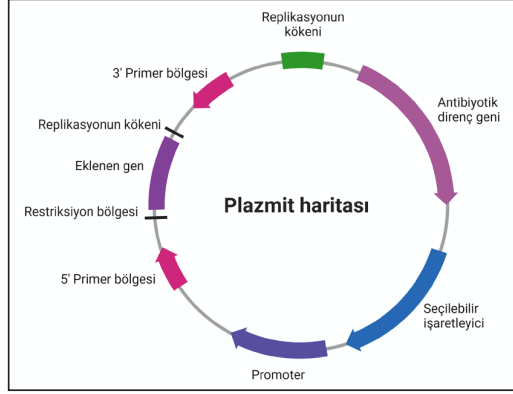 Replikasyonun
kökeni
3' Primer bölgesi
Antibiyotik
direnç geni
Replikasyonun kökeni
Eklenen gen
Plazmit haritası
Restriksiyon bölgesi
5' Primer bölgesi
Seçilebilir
işaretleyici
Promoter